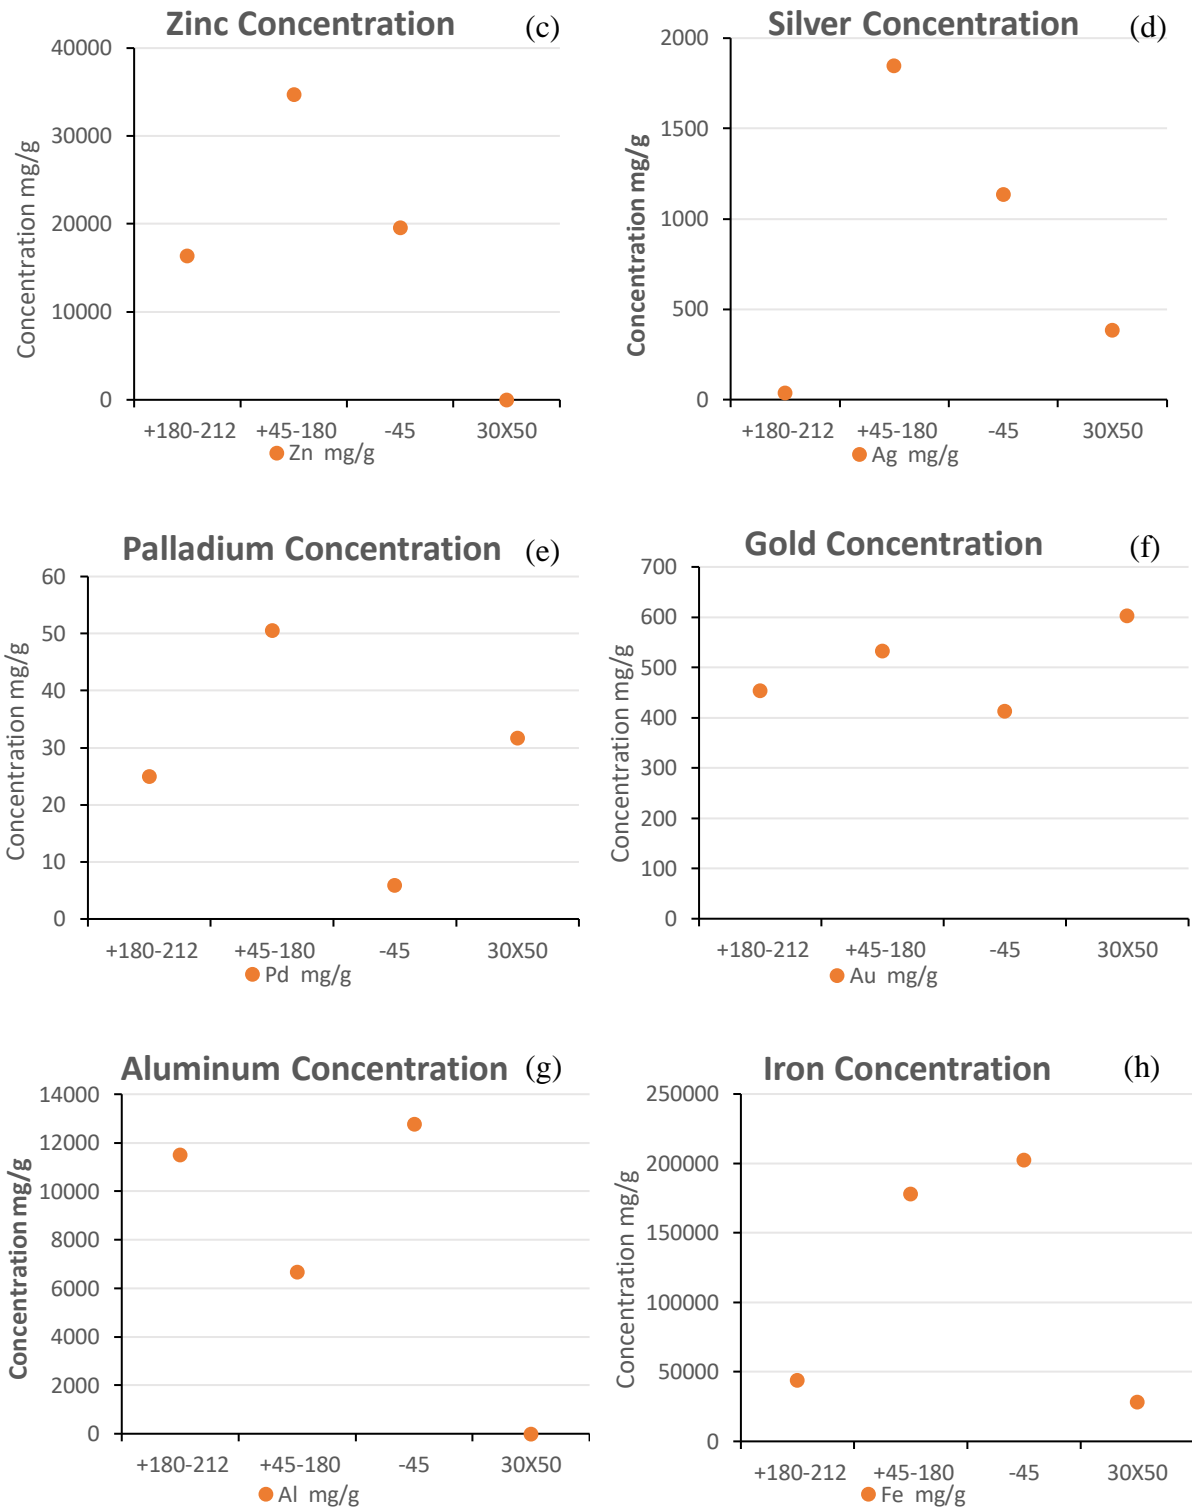 Zinc Concentration (c)
40000
30000
20000
10000
0
Concentration mg/g
+180-212 +45-180 -45 30X50
Zn mg/g
Silver Concentration (d)
2000
1500
1000
500
0
Concentration mg/g
+180-212 +45-180 -45 30X50
Ag mg/g
Palladium Concentration (e)
60
50
40
30
20
10
0
Concentration mg/g
+180-212 +45-180 -45 30X50
Pd mg/g
Gold Concentration (f)
700
600
500
400
300
200
100
0
Concentration mg/g
+180-212 +45-180 -45 30X50
Au mg/g
Aluminum Concentration (g)
14000
12000
10000
8000
6000
4000
2000
0
Concentration mg/g
+180-212 +45-180 -45 30X50
Al mg/g
Iron Concentration (h)
250000
200000
150000
100000
50000
0
Concentration mg/g
+180-212 +45-180 -45 30X50
Fe mg/g